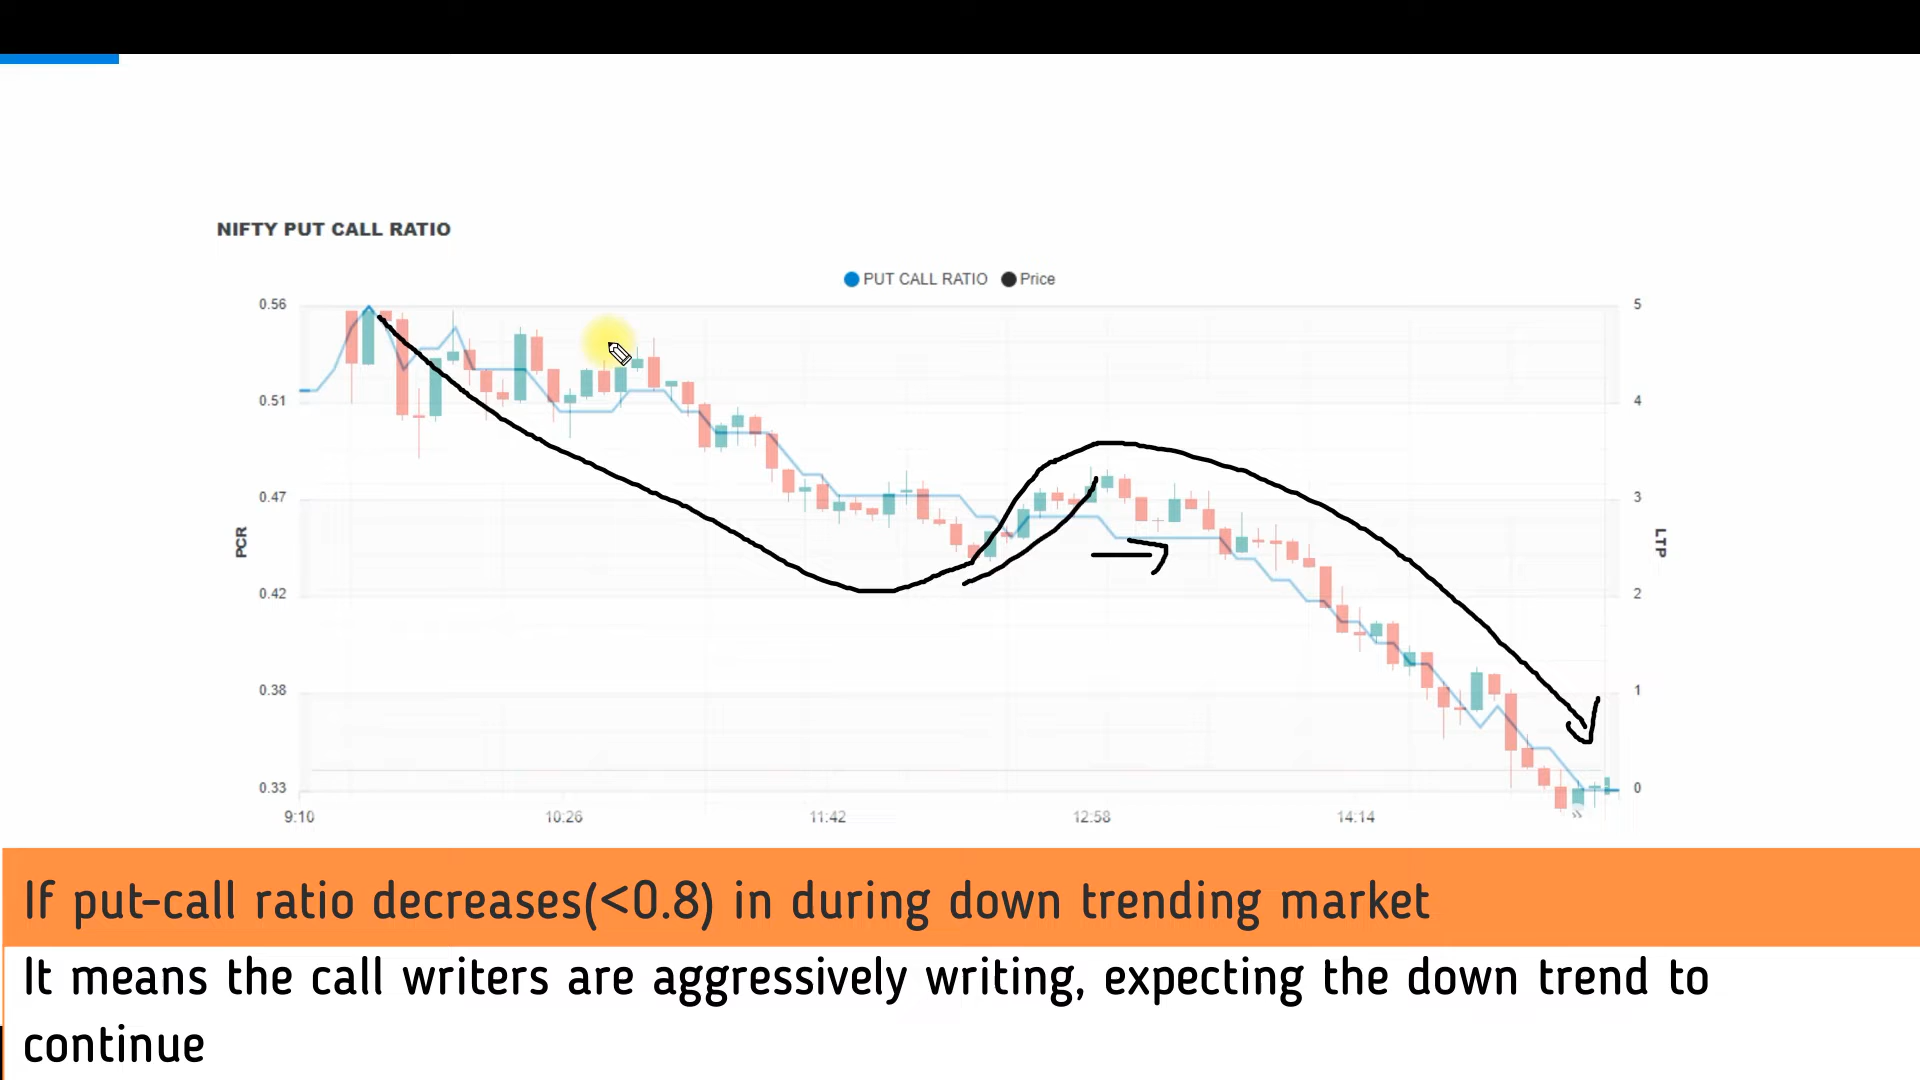 NIFTY PUT CALL RATIO
PUT CALL RATIO Price
0.56 5
0.51 4
0.47 3
PCR LTP
0.42 2
0.38 1
0.33 0
9:10 10:26 11:42 12:58 14:14
If put-call ratio decreases(<0.8) in during down trending market
It means the call writers are aggressively writing, expecting the down trend to
continue